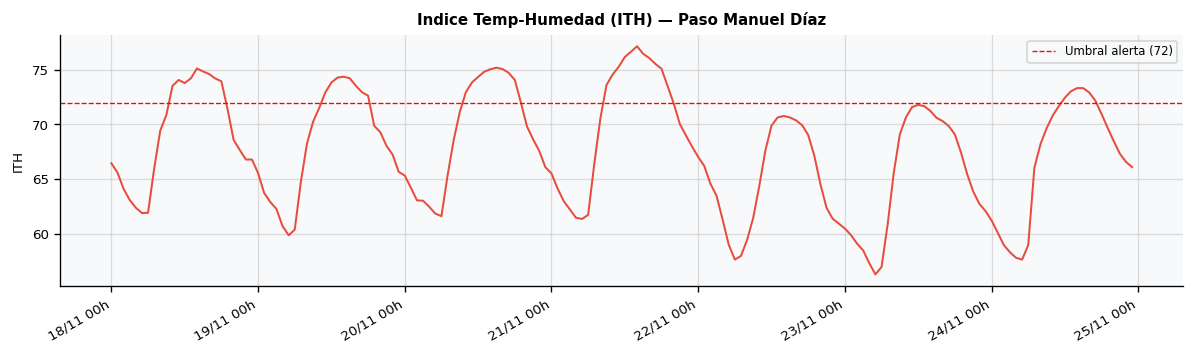 Indice Temp-Humedad (ITH) — Paso Manuel Díaz
Umbral alerta (72)
ITH
75
70
65
60
18/11 00h
19/11 00h
20/11 00h
21/11 00h
22/11 00h
23/11 00h
24/11 00h
25/11 00h